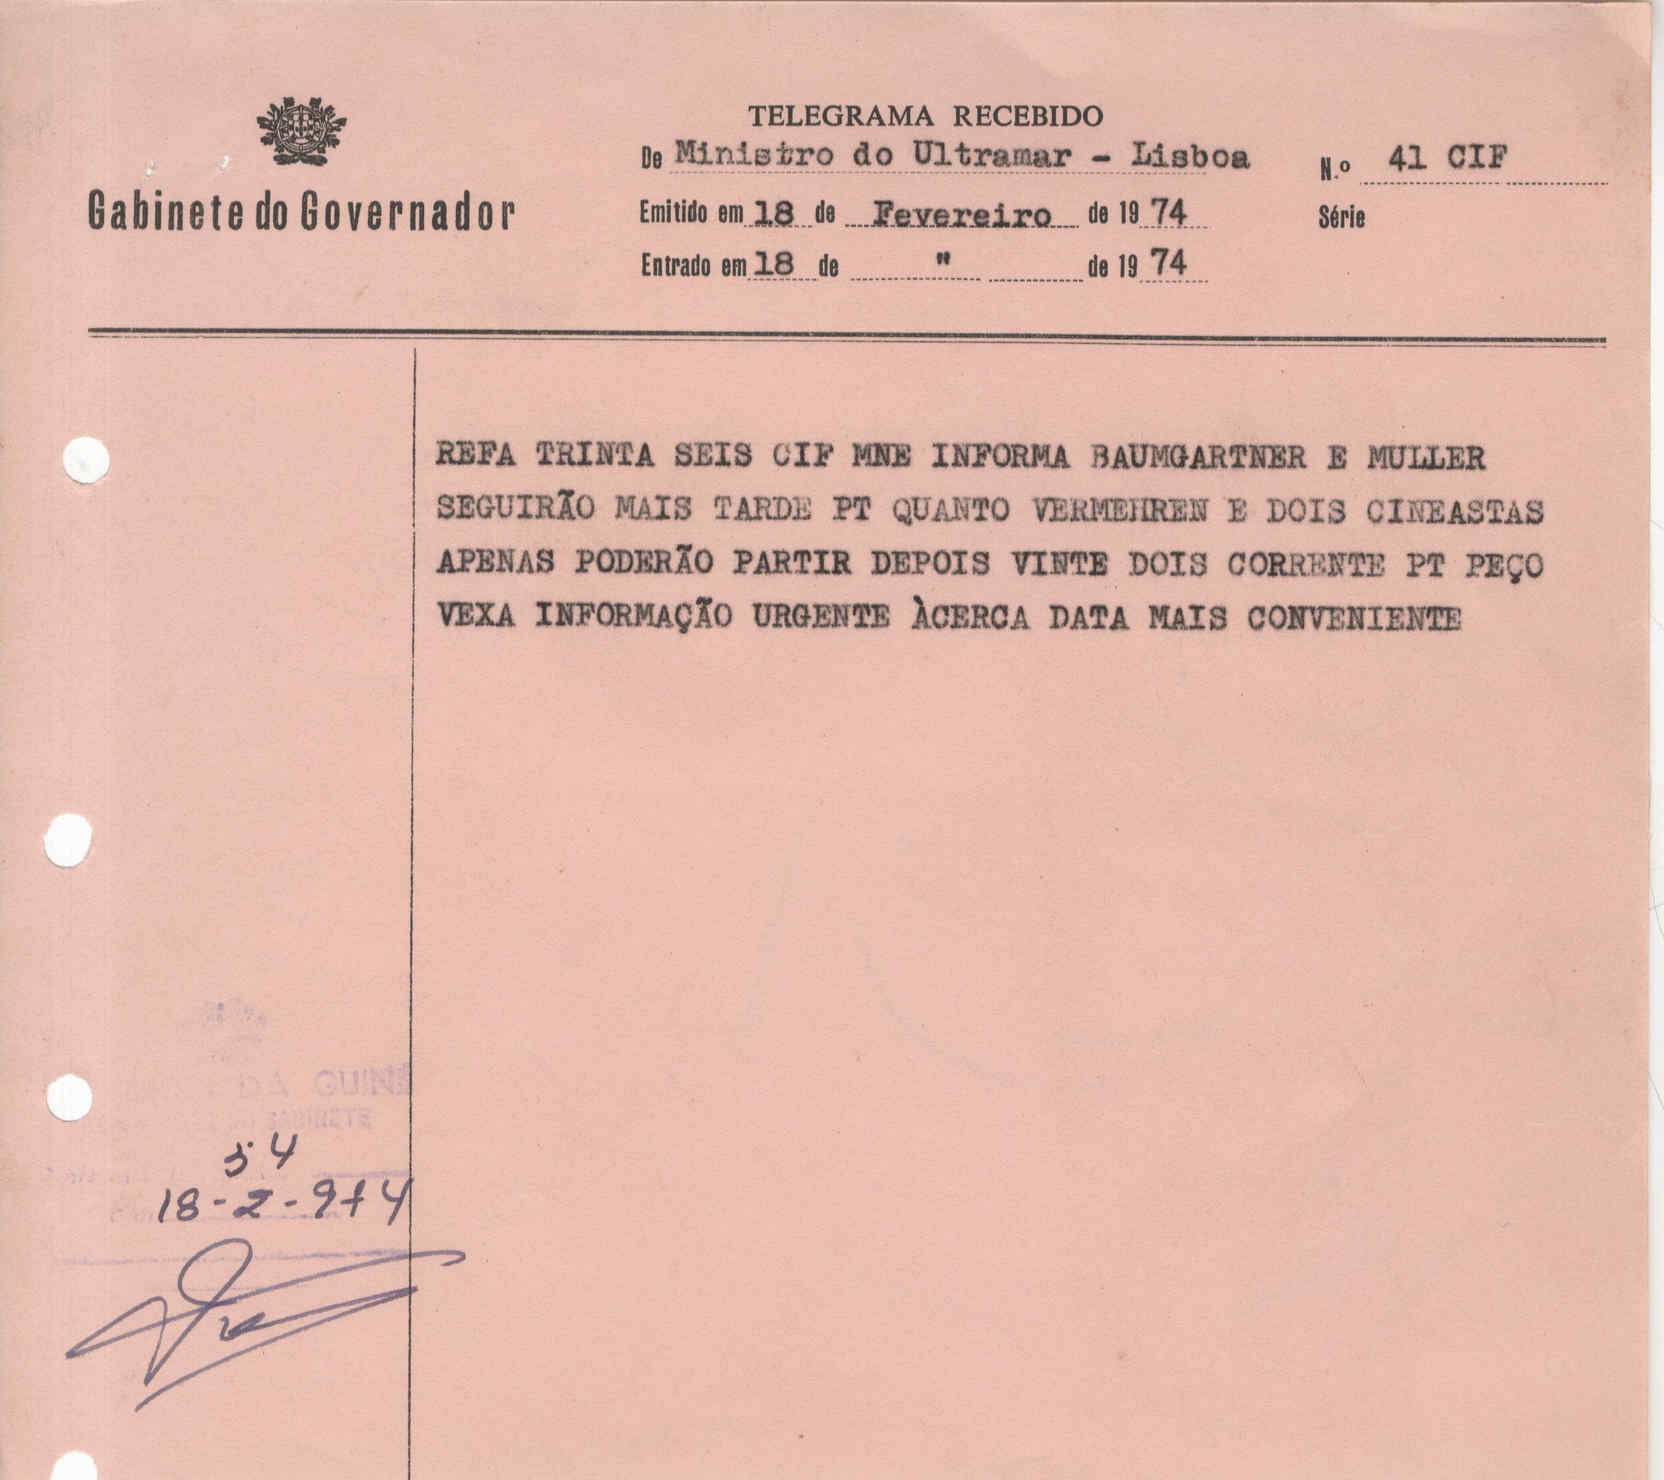 TELEGRAMA RECEBIDO
De Ministro do Ultramar - Lisboa
N.º 41 CIF
Gabinete do Governador
Emitido em 18 de Fevereiro de 1974
Série
Entrado em 18 de " de 1974
REFA TRINTA SEIS CIF MNE INFORMA BAUMGARTNER E MULLER
SEGUIRÃO MAIS TARDE PT QUANTO VERMEHREN E DOIS CINEASTAS
APENAS PODERÃO PARTIR DEPOIS VINTE DOIS CORRENTE PT PEÇO
VEXA INFORMAÇÃO URGENTE ÀCERCA DATA MAIS CONVENIENTE
DA GUINÉ
GABINETE
54
18-2-974